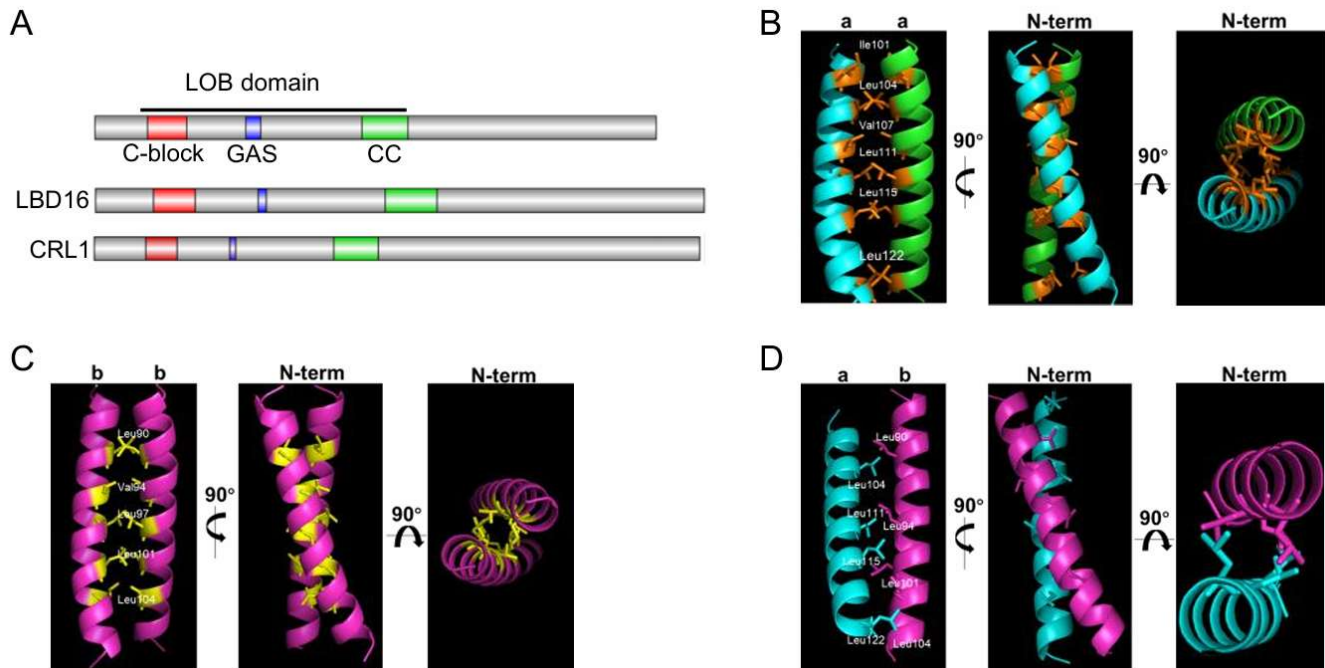 A
LOB domain
C-block GAS CC
LBD16
CRL1
B
a a
Ile101
Leu104
Val107
Leu111
Leu115
Leu122
90°
N-term
90°
N-term
C
b b
Leu90
Val94
Leu97
Leu101
Leu104
90°
N-term
90°
N-term
D
a b
Leu90
Leu104
Leu111
Leu94
Leu115
Leu101
Leu122 Leu104
90°
N-term
90°
N-term